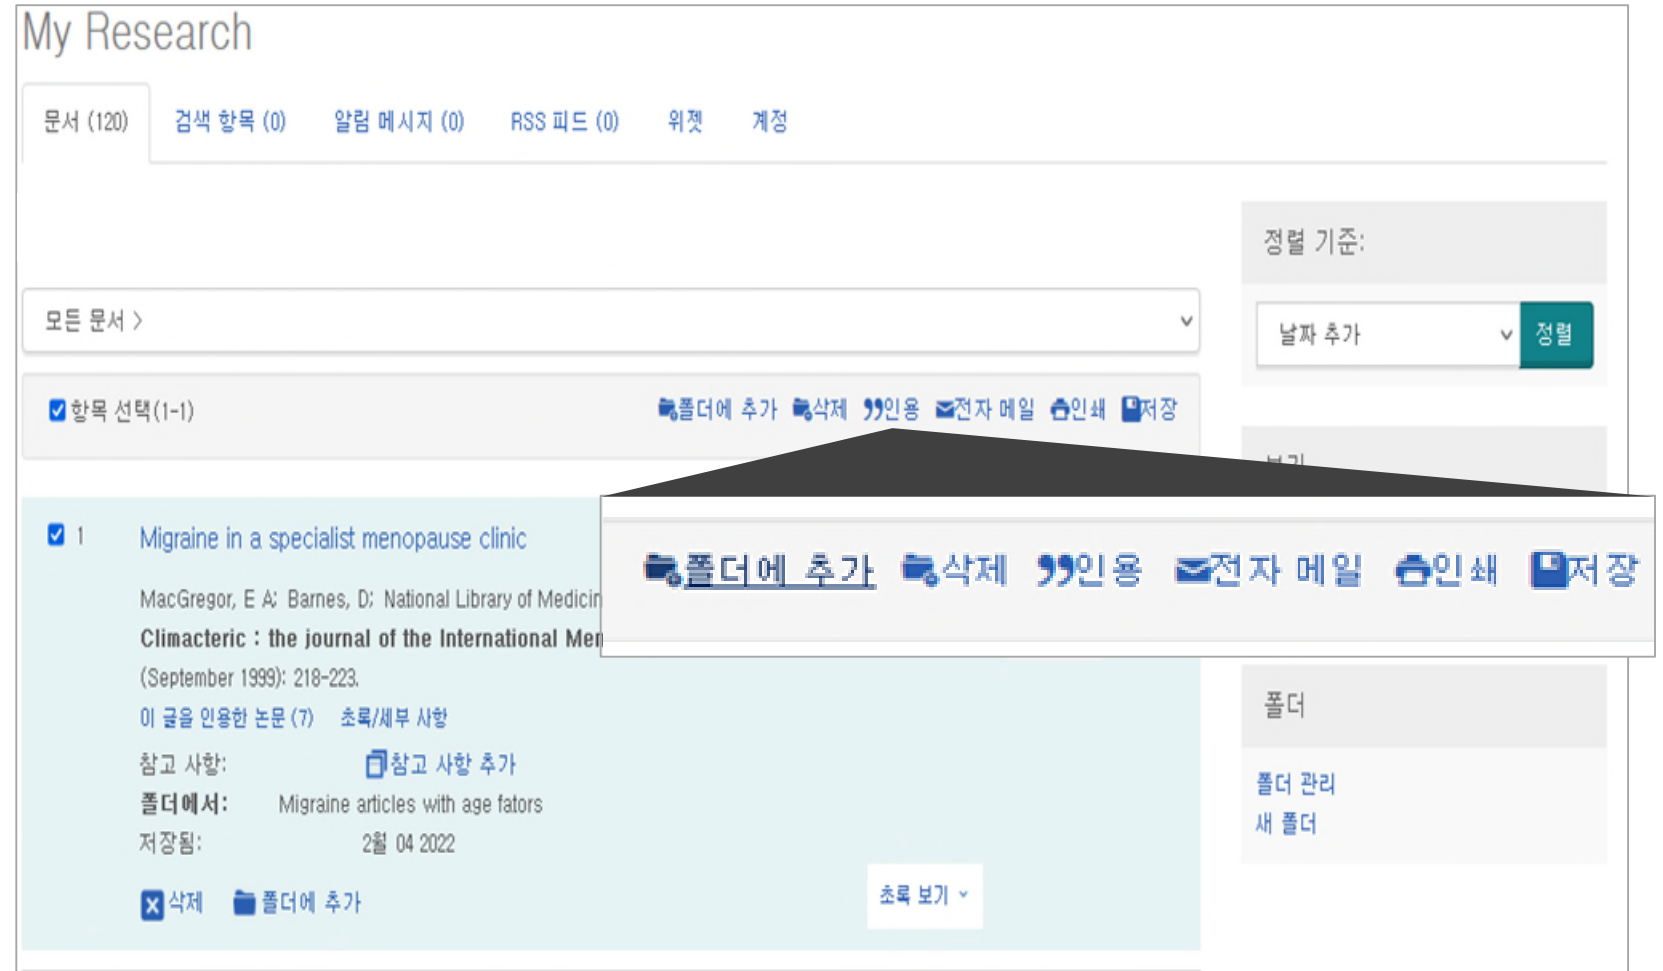 My Research
문서 (120) 검색 항목 (0) 알림 메시지 (0) RSS 피드 (0) 위젯 계정
정렬 기준:
모든 문서 >
날짜 추가 정렬
항목 선택(1-1) 폴더에 추가 삭제 인용 전자 메일 인쇄 저장
1 Migraine in a specialist menopause clinic
폴더에 추가 삭제 인용 전자 메일 인쇄 저장
MacGregor, E A; Barnes, D; National Library of Medicin
Climacteric : the journal of the International Men
(September 1999): 218-223.
이 글을 인용한 논문 (7) 초록/세부 사항
참고 사항: 참고 사항 추가
폴더에서: Migraine articles with age fators
저장됨: 2월 04 2022
삭제 폴더에 추가
초록 보기
폴더
폴더 관리
새 폴더